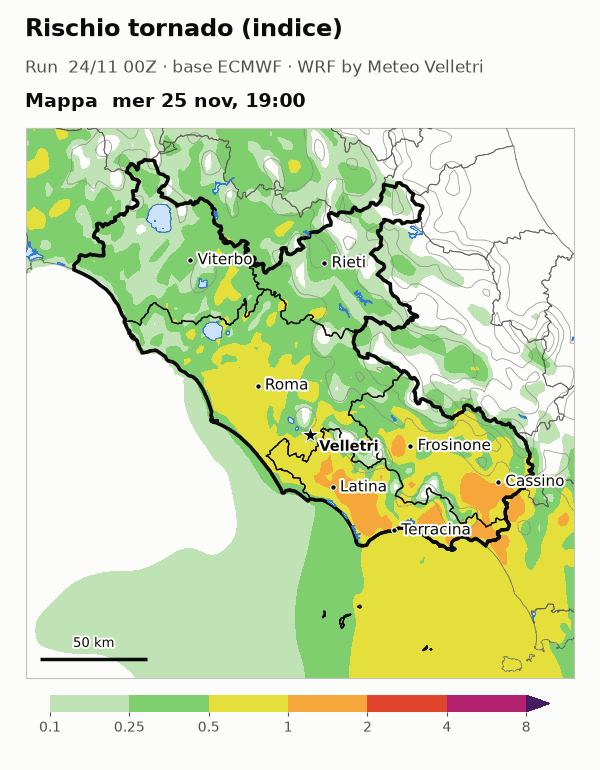 Rischio tornado (indice)
Run  24/11 00Z · base ECMWF · WRF by Meteo Velletri
Mappa  mer 25 nov, 19:00
Viterbo
Rieti
Roma
Velletri
Frosinone
Latina
Cassino
Terracina
50 km
0.1 0.25 0.5 1 2 4 8